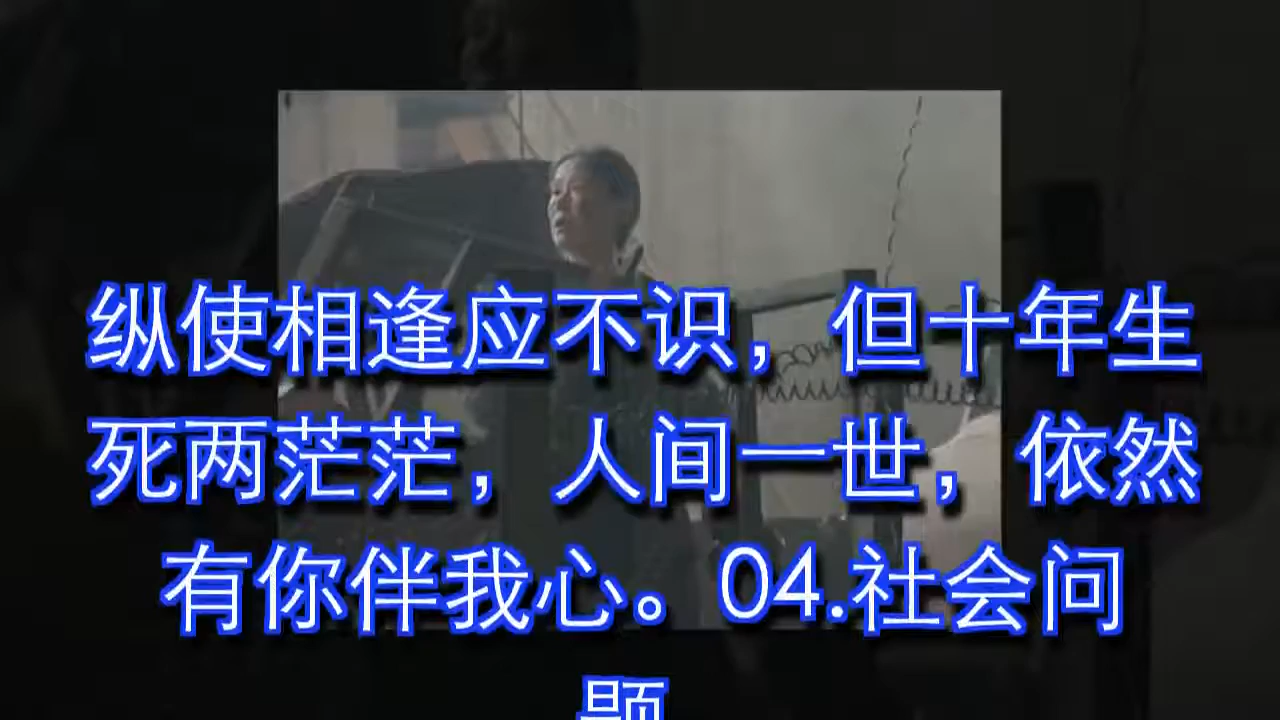 纵使相逢应不识，但十年生
死两茫茫，人间一世，依然
有你伴我心。04.社会问
题